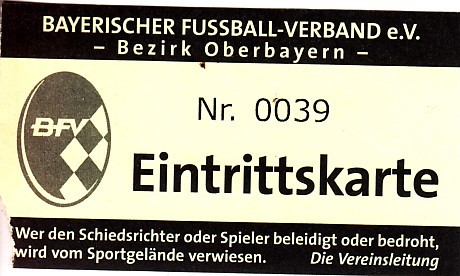 BAYERISCHER FUSSBALL-VERBAND e.V.
– Bezirk Oberbayern –
Nr. 0039
BFV
Eintrittskarte
Wer den Schiedsrichter oder Spieler beleidigt oder bedroht,
wird vom Sportgelände verwiesen. Die Vereinsleitung